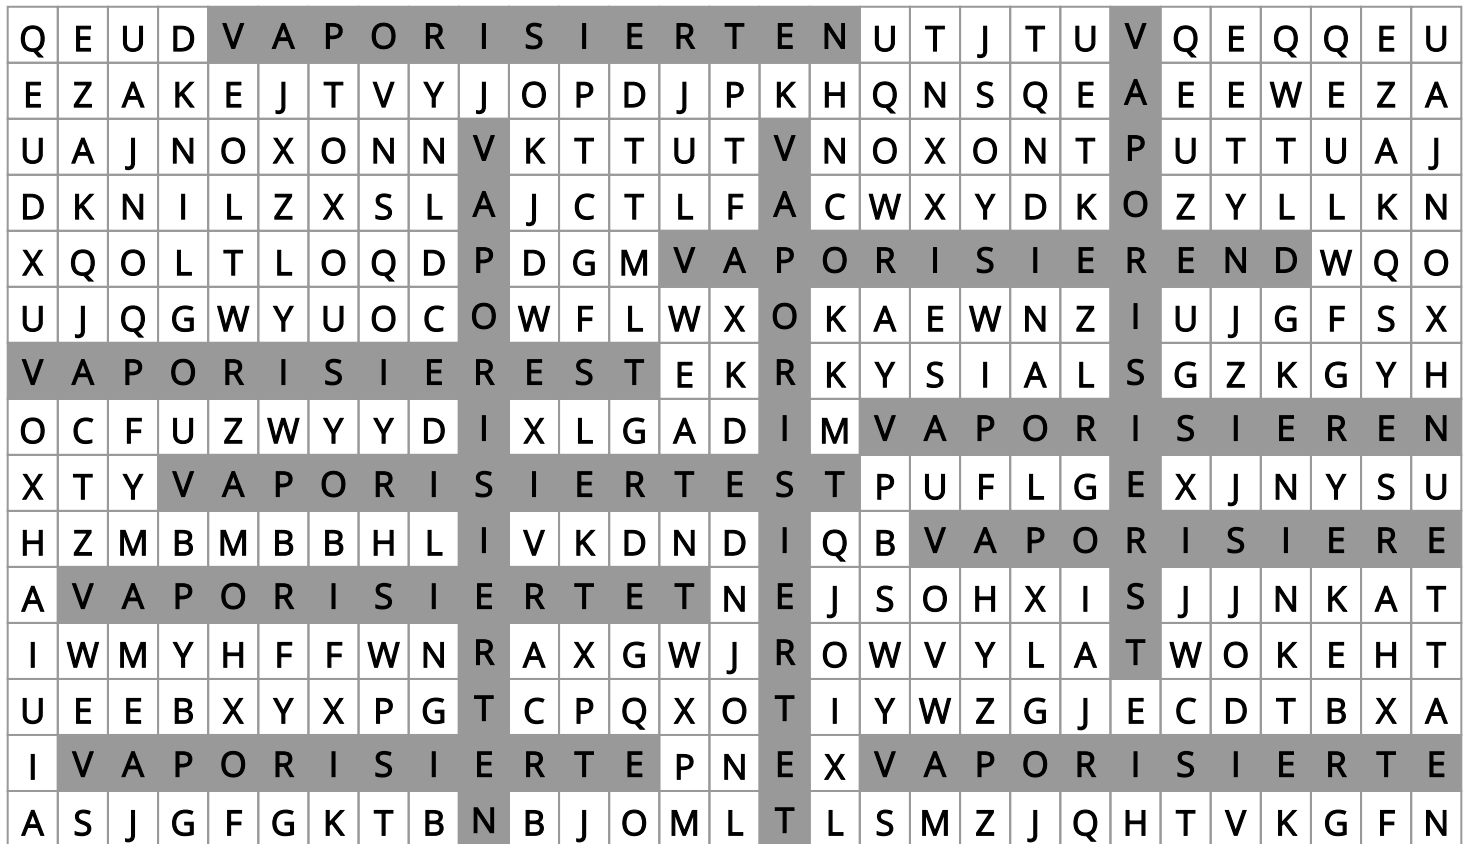 Q E U D V A P O R I S I E R T E N U T J T U V Q E Q Q E U
E Z A K E J T V Y J O P D J P K H Q N S Q E A E E W E Z A
U A J N O X O N N V K T T U T V N O X O N T P U T T U A J
D K N I L Z X S L A J C T L F A C W X Y D K O Z Y L L K N
X Q O L T L O Q D P D G M V A P O R I S I E R E N D W Q O
U J Q G W Y U O C O W F L W X O K A E W N Z I U J G F S X
V A P O R I S I E R E S T E K R K Y S I A L S G Z K G Y H
O C F U Z W Y Y D I X L G A D I M V A P O R I S I E R E N
X T Y V A P O R I S I E R T E S T P U F L G E X J N Y S U
H Z M B M B B H L I V K D N D I Q B V A P O R I S I E R E
A V A P O R I S I E R T E T N E J S O H X I S J J N K A T
I W M Y H F F W N R A X G W J R O W V Y L A T W O K E H T
U E E B X Y X P G T C P Q X O T I Y W Z G J E C D T B X A
I V A P O R I S I E R T E P N E X V A P O R I S I E R T E
A S J G F G K T B N B J O M L T L S M Z J Q H T V K G F N